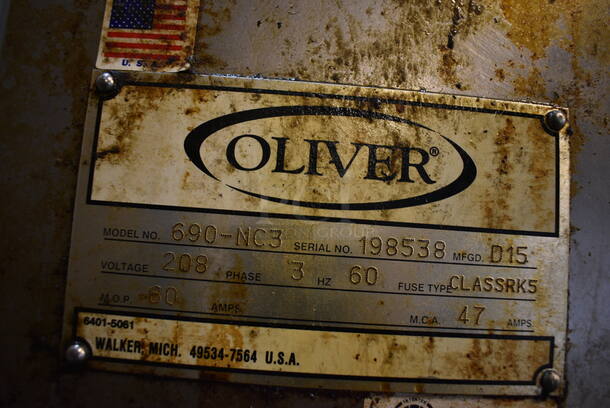 U. S. A.
OLIVER®
MODEL NO. 690-NC3 SERIAL NO. 198538 MFGD. D15
VOLTAGE 208 PHASE 3 HZ 60 FUSE TYPE CLASSRK5
M.O.P. 60 AMPS. M.C.A. 47 AMPS
6401-5061
WALKER, MICH. 49534-7564 U.S.A.